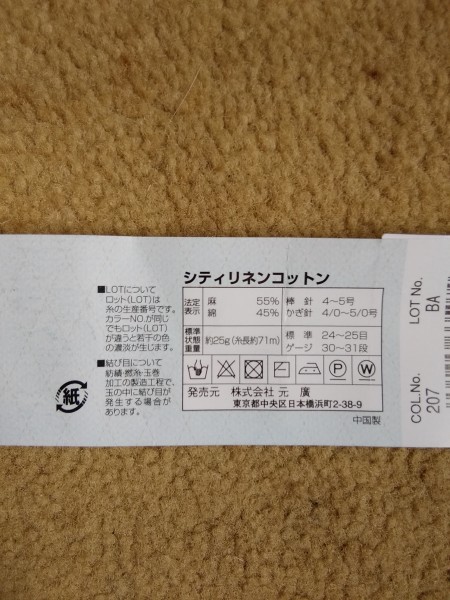 ■LOTについて
ロット(LOT)は
糸の生産番号です。
カラーNO.が同じ
でもロット(LOT)
が違うと若干の色
の濃淡が生じます。
■結び目について
紡績・撚糸・玉巻
加工の製造工程で、
玉の中に結び目が
発生する場合が
あります。
紙
シティリネンコットン
法定表示 麻 55% 棒針 4〜5号
綿 45% かぎ針 4/0〜5/0号
標準状態重量 約25g(糸長約71m) 標準ゲージ 24〜25目
30〜31段
P W
発売元 株式会社 元 廣
東京都中央区日本橋浜町2-38-9
中国製
LOT No.
BA
COL.No.
207